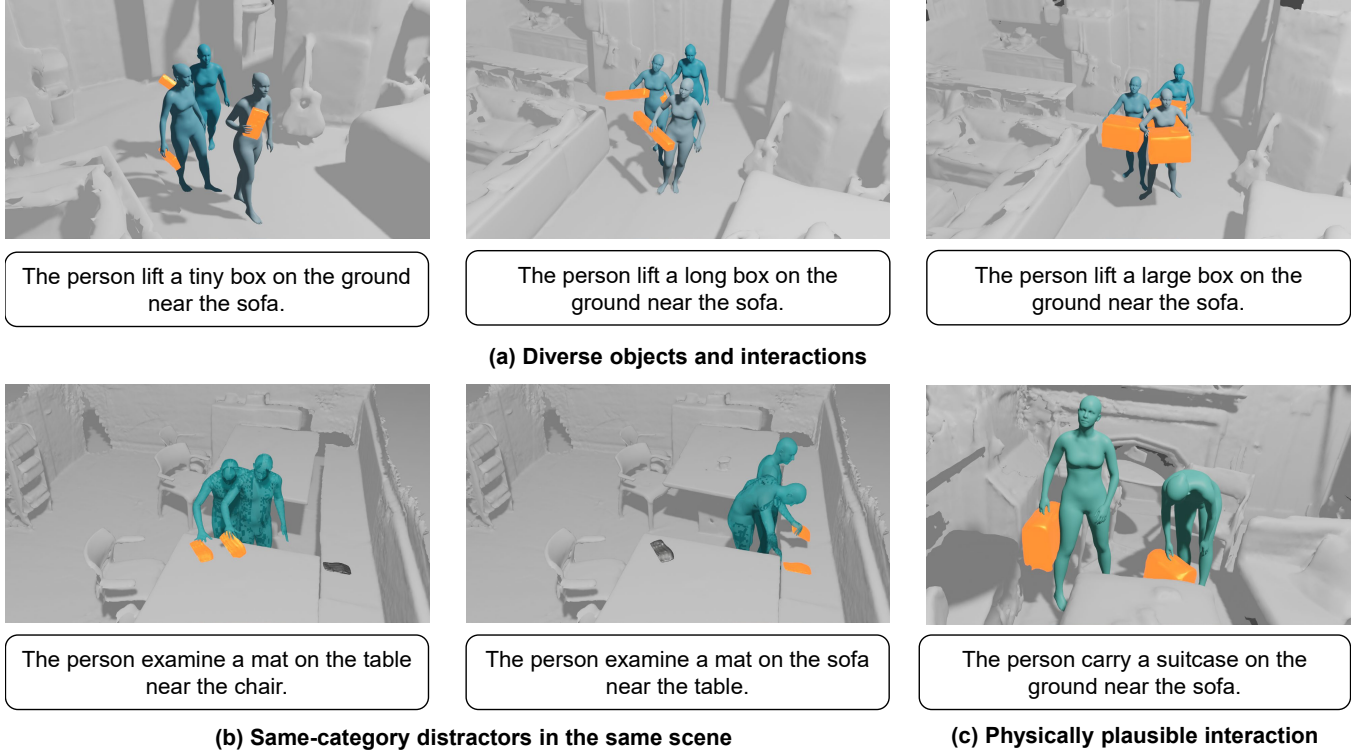 The person lift a tiny box on the ground
near the sofa.
The person lift a long box on the
ground near the sofa.
The person lift a large box on the
ground near the sofa.
(a) Diverse objects and interactions
The person examine a mat on the table
near the chair.
The person examine a mat on the sofa
near the table.
The person carry a suitcase on the
ground near the sofa.
(b) Same-category distractors in the same scene
(c) Physically plausible interaction